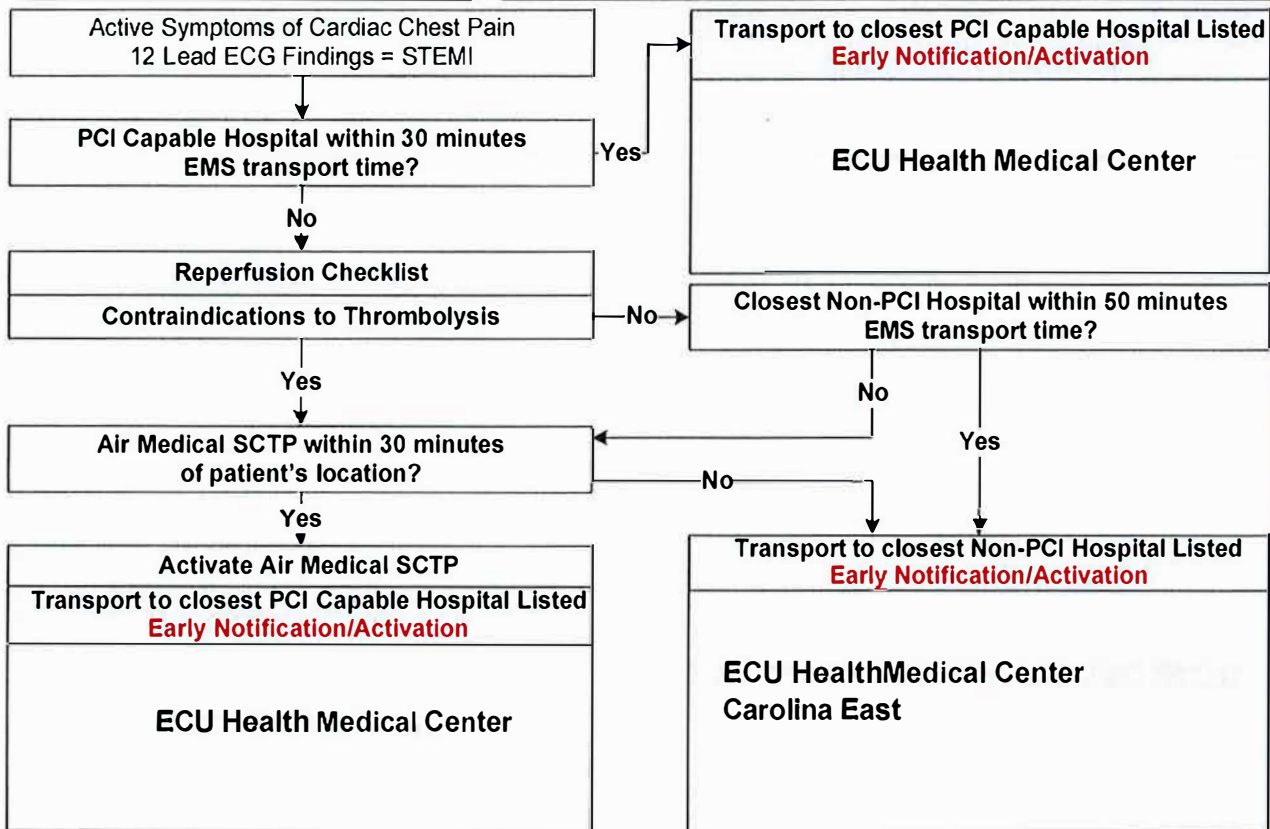 Active Symptoms of Cardiac Chest Pain
12 Lead ECG Findings = STEMI
PCI Capable Hospital within 30 minutes
EMS transport time?
Yes
Transport to closest PCI Capable Hospital Listed
Early Notification/Activation
ECU Health Medical Center
No
Reperfusion Checklist
Contraindications to Thrombolysis
No
Closest Non-PCI Hospital within 50 minutes
EMS transport time?
Yes
No
Yes
Air Medical SCTP within 30 minutes
of patient's location?
No
Yes
Activate Air Medical SCTP
Transport to closest PCI Capable Hospital Listed
Early Notification/Activation
ECU Health Medical Center
Transport to closest Non-PCI Hospital Listed
Early Notification/Activation
ECU HealthMedical Center
Carolina East